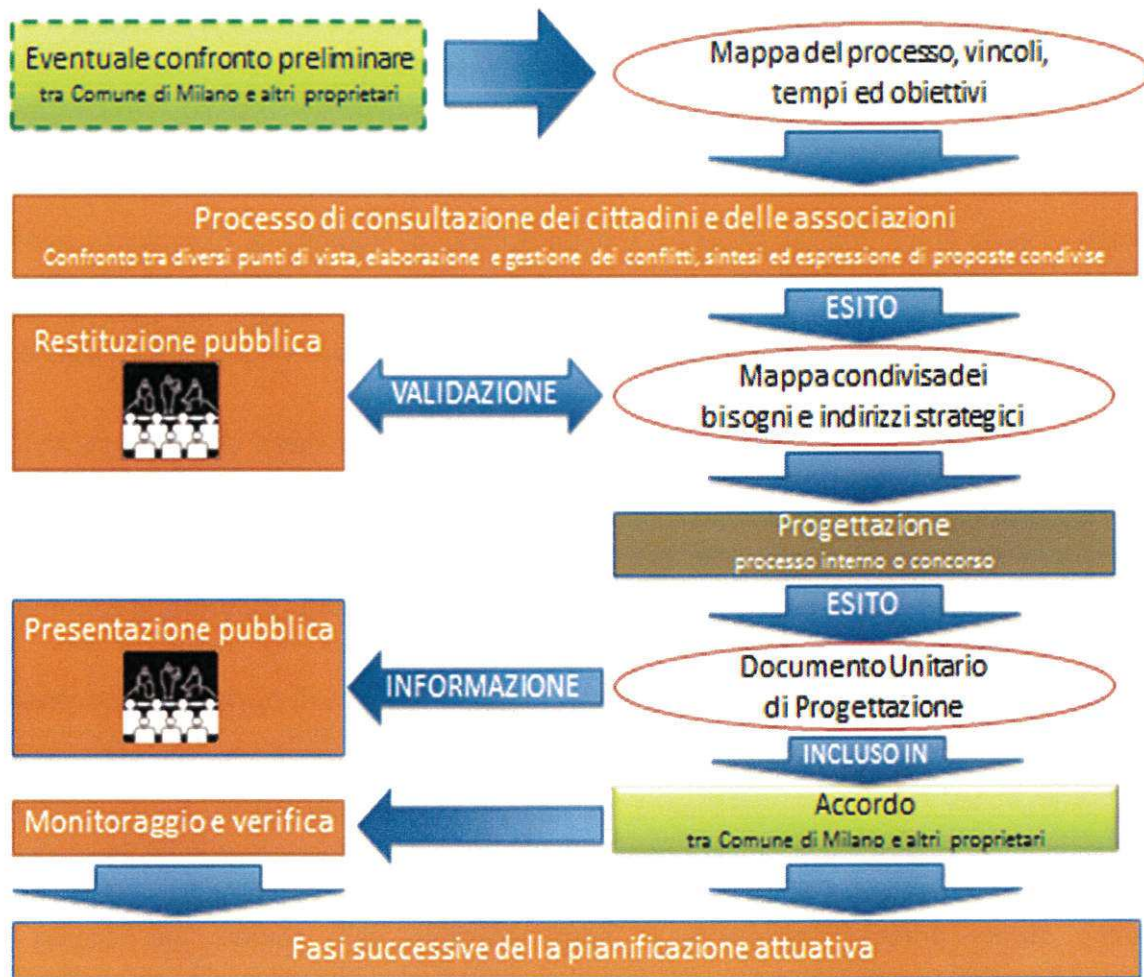 Eventuale confronto preliminare
tra Comune di Milano e altri proprietari
Mappa del processo, vincoli,
tempi ed obiettivi
Processo di consultazione dei cittadini e delle associazioni
Confronto tra diversi punti di vista, elaborazione e gestione dei conflitti, sintesi ed espressione di proposte condivise
ESITO
Restituzione pubblica
VALIDAZIONE
Mappa condivisa dei
bisogni e indirizzi strategici
Progettazione
processo interno o concorso
ESITO
Presentazione pubblica
INFORMAZIONE
Documento Unitario
di Progettazione
INCLUSO IN
Monitoraggio e verifica
Accordo
tra Comune di Milano e altri proprietari
Fasi successive della pianificazione attuativa